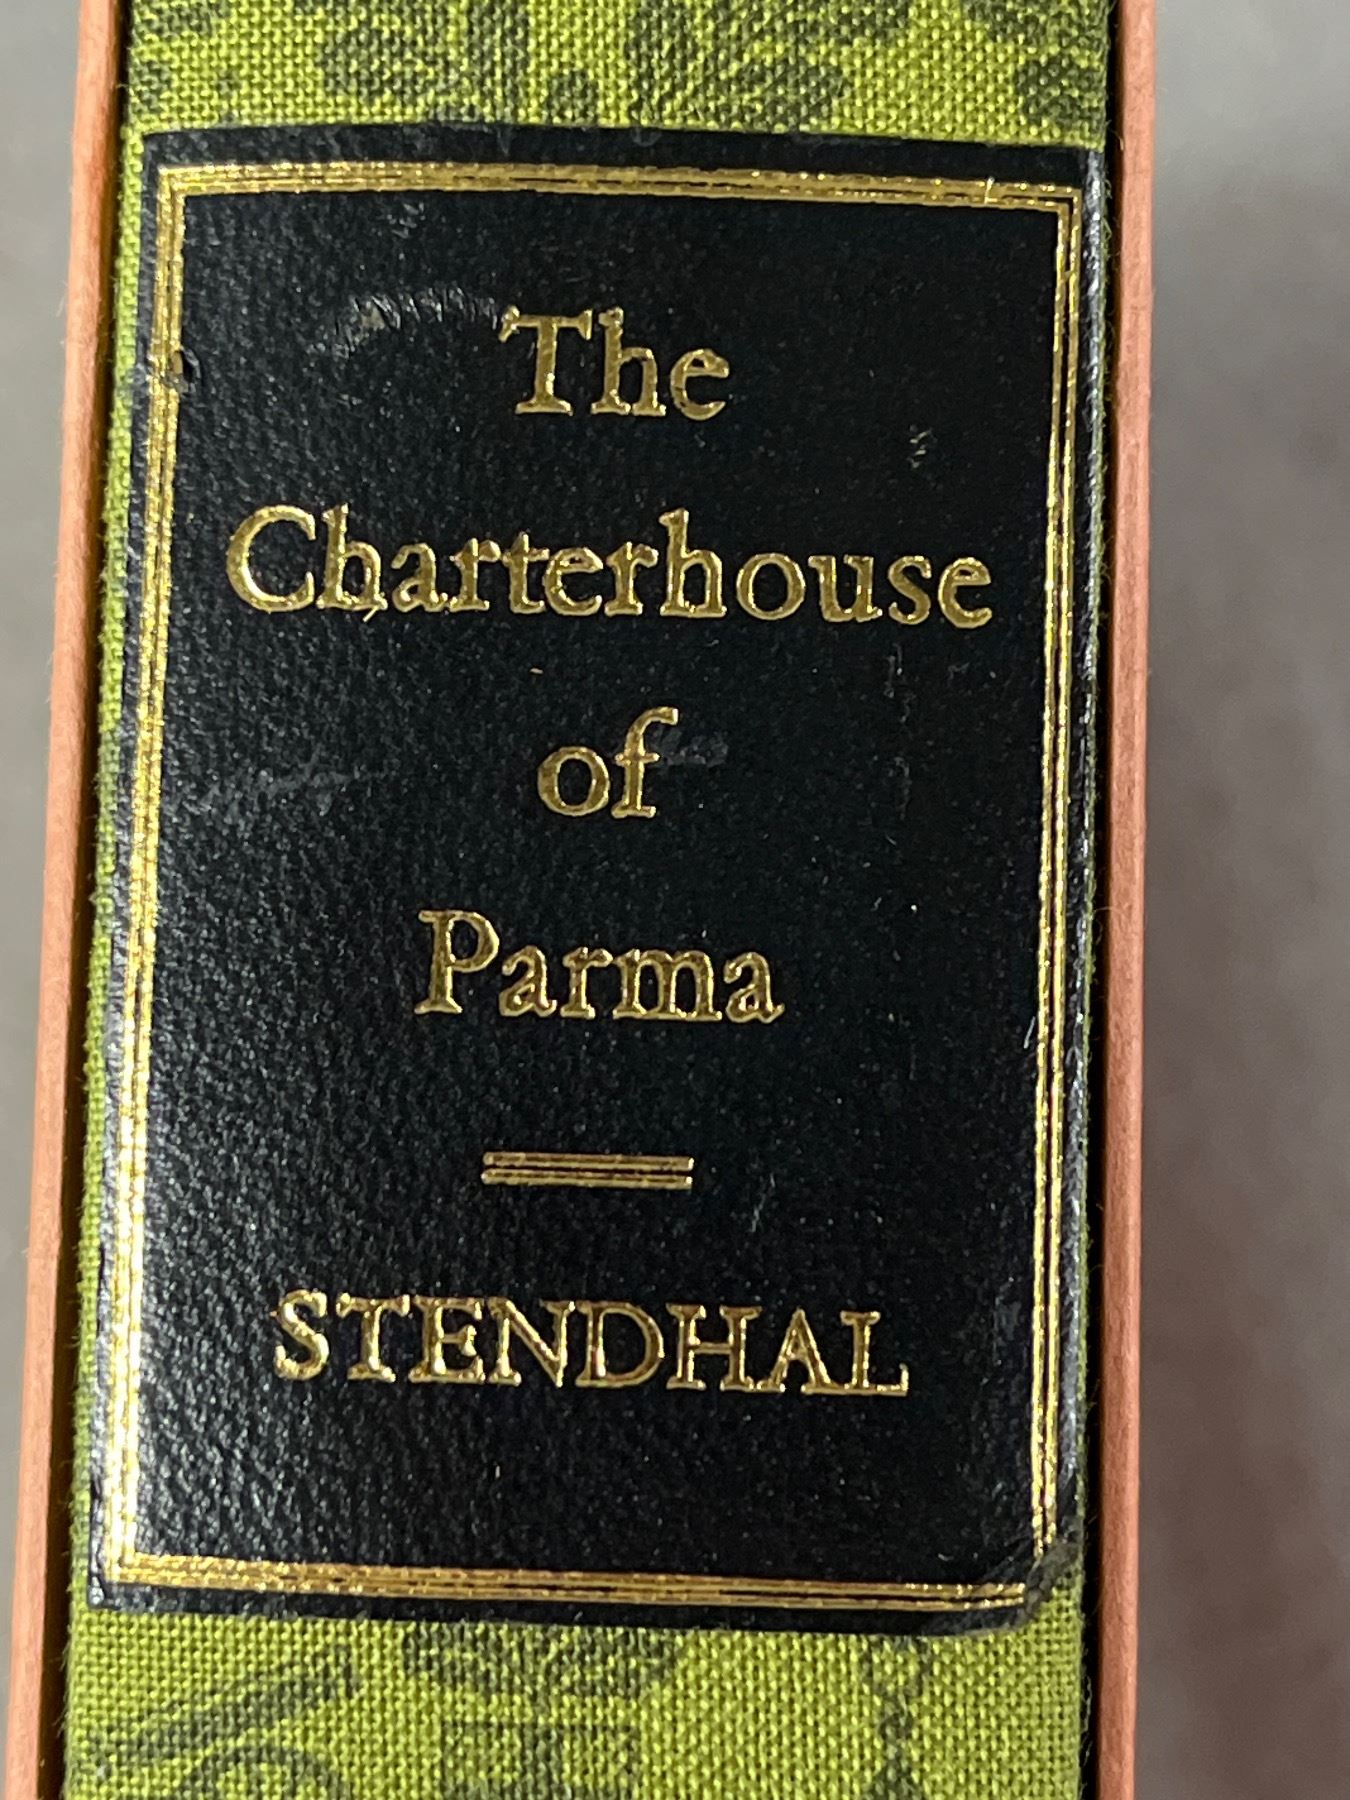 The
Charterhouse
of
Parma
STENDHAL